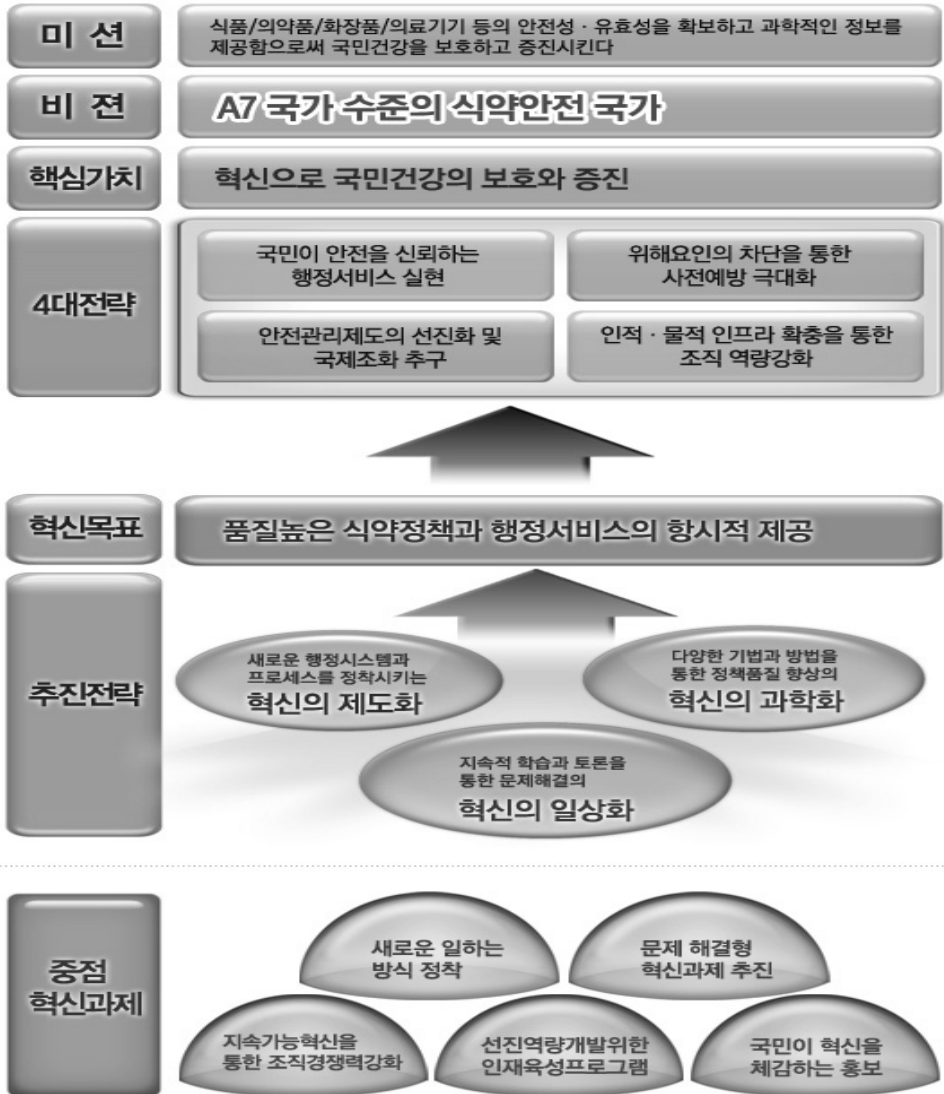 미 션
식품/의약품/화장품/의료기기 등의 안전성 · 유효성을 확보하고 과학적인 정보를
제공함으로써 국민건강을 보호하고 증진시킨다
비 젼
A7 국가 수준의 식약안전 국가
핵심가치
혁신으로 국민건강의 보호와 증진
4대전략
국민이 안전을 신뢰하는
행정서비스 실현
위해요인의 차단을 통한
사전예방 극대화
안전관리제도의 선진화 및
국제조화 추구
인적 · 물적 인프라 확충을 통한
조직 역량강화
혁신목표
품질높은 식약정책과 행정서비스의 항시적 제공
추진전략
새로운 행정시스템과
프로세스를 정착시키는
혁신의 제도화
다양한 기법과 방법을
통한 정책품질 향상의
혁신의 과학화
지속적 학습과 토론을
통한 문제해결의
혁신의 일상화
중점
혁신과제
새로운 일하는
방식 정착
문제 해결형
혁신과제 추진
지속가능혁신을
통한 조직경쟁력강화
선진역량개발위한
인재육성프로그램
국민이 혁신을
체감하는 홍보